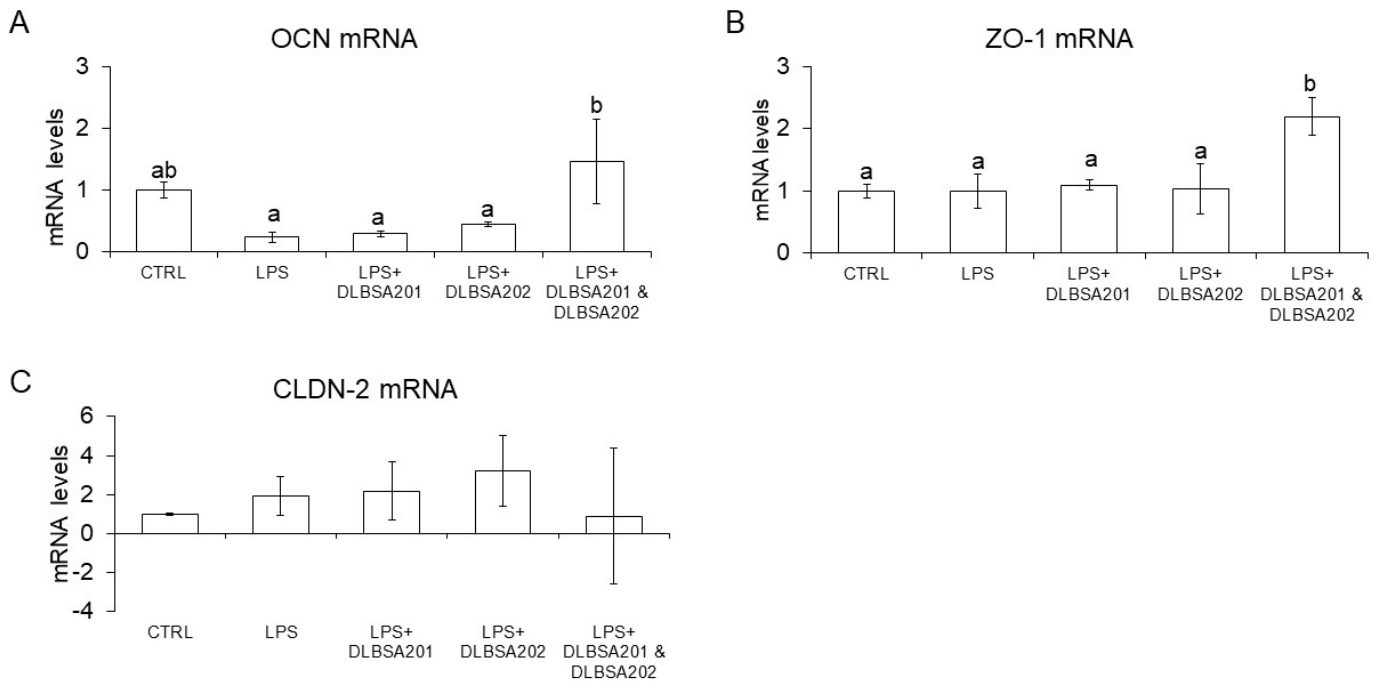 A
OCN mRNA
mRNA levels
3
2
1
0
ab
a
a
a
b
CTRL
LPS
LPS+
DLBSA201
LPS+
DLBSA202
LPS+
DLBSA201 &
DLBSA202
B
ZO-1 mRNA
mRNA levels
3
2
1
0
a
a
a
a
b
CTRL
LPS
LPS+
DLBSA201
LPS+
DLBSA202
LPS+
DLBSA201 &
DLBSA202
C
CLDN-2 mRNA
mRNA levels
6
4
2
0
-2
-4
CTRL
LPS
LPS+
DLBSA201
LPS+
DLBSA202
LPS+
DLBSA201 &
DLBSA202